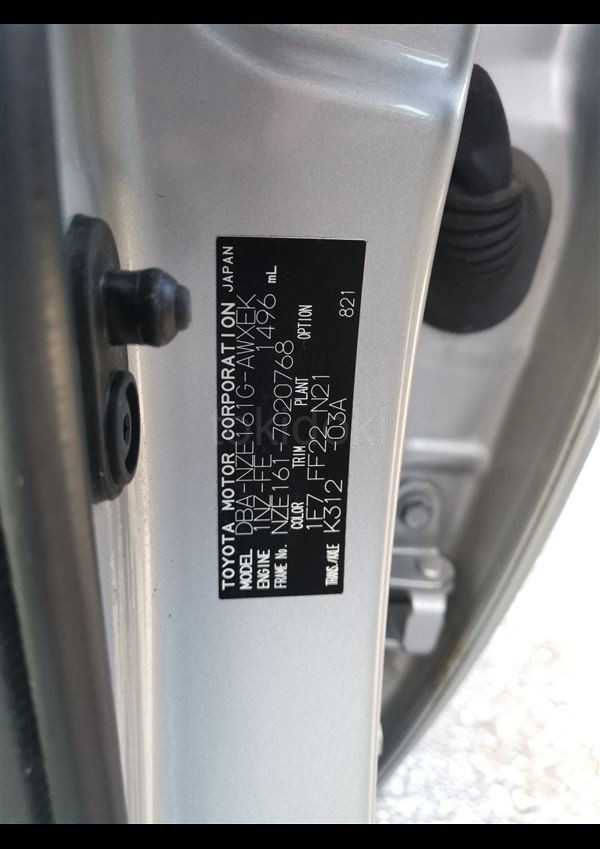 TOYOTA MOTOR CORPORATION JAPAN
MODEL DBA-NZE161G-AWXEK
ENGINE 1NZ-FE 1496 mL
FRAME No. NZE161-7020768
COLOR TRIM PLANT OPTION
1E7 FF22 N21
TRANS./AXLE K312 -03A 821